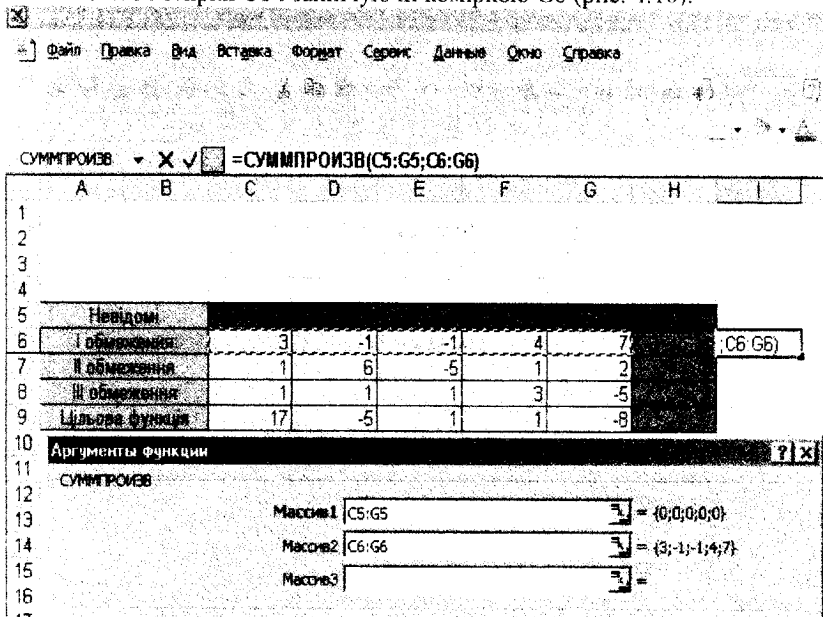 коміркою G6 (рис. 4.10).
Файл Правка Вид Вставка Формат Сервис Данные Окно Справка
СУММПРОИЗВ =СУММПРОИЗВ(C5:G5;C6:G6)
A B C D E F G H I
1
2
3
4
5 Невідомі
6 I обмеження 3 -1 -1 4 7 ;C6:G6)
7 II обмеження 1 6 -5 1 2
8 III обмеження 1 1 1 3 -5
9 Цільова функція 17 -5 1 1 -8
10 Аргументы функции
11
СУММПРОИЗВ
12
13 Массив1 C5:G5 = {0;0;0;0;0}
14 Массив2 C6:G6 = {3;-1;-1;4;7}
15 Массив3 =
16
17